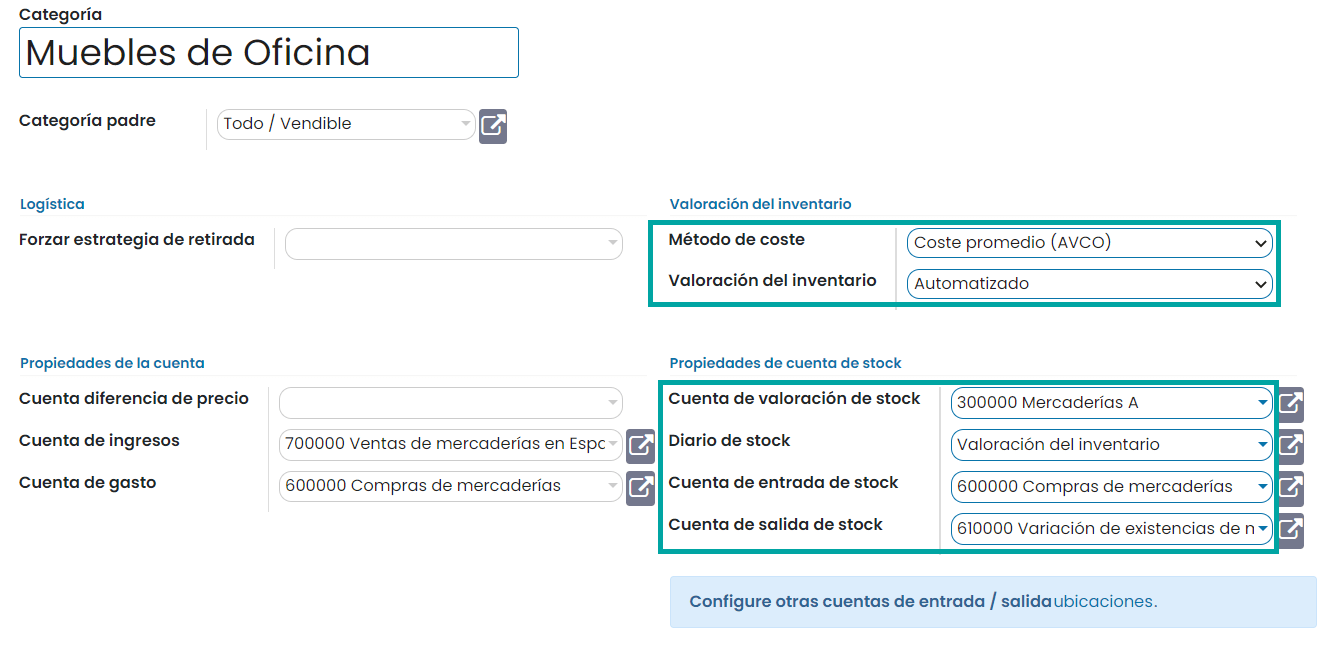 Categoría
Muebles de Oficina
Categoría padre
Todo / Vendible
Logística
Forzar estrategia de retirada
Valoración del inventario
Método de coste
Coste promedio (AVCO)
Valoración del inventario
Automatizado
Propiedades de la cuenta
Cuenta diferencia de precio
Cuenta de ingresos
700000 Ventas de mercaderías en Espa
Cuenta de gasto
600000 Compras de mercaderías
Propiedades de cuenta de stock
Cuenta de valoración de stock
300000 Mercaderías A
Diario de stock
Valoración del inventario
Cuenta de entrada de stock
600000 Compras de mercaderías
Cuenta de salida de stock
610000 Variación de existencias de
Configure otras cuentas de entrada / salida ubicaciones.